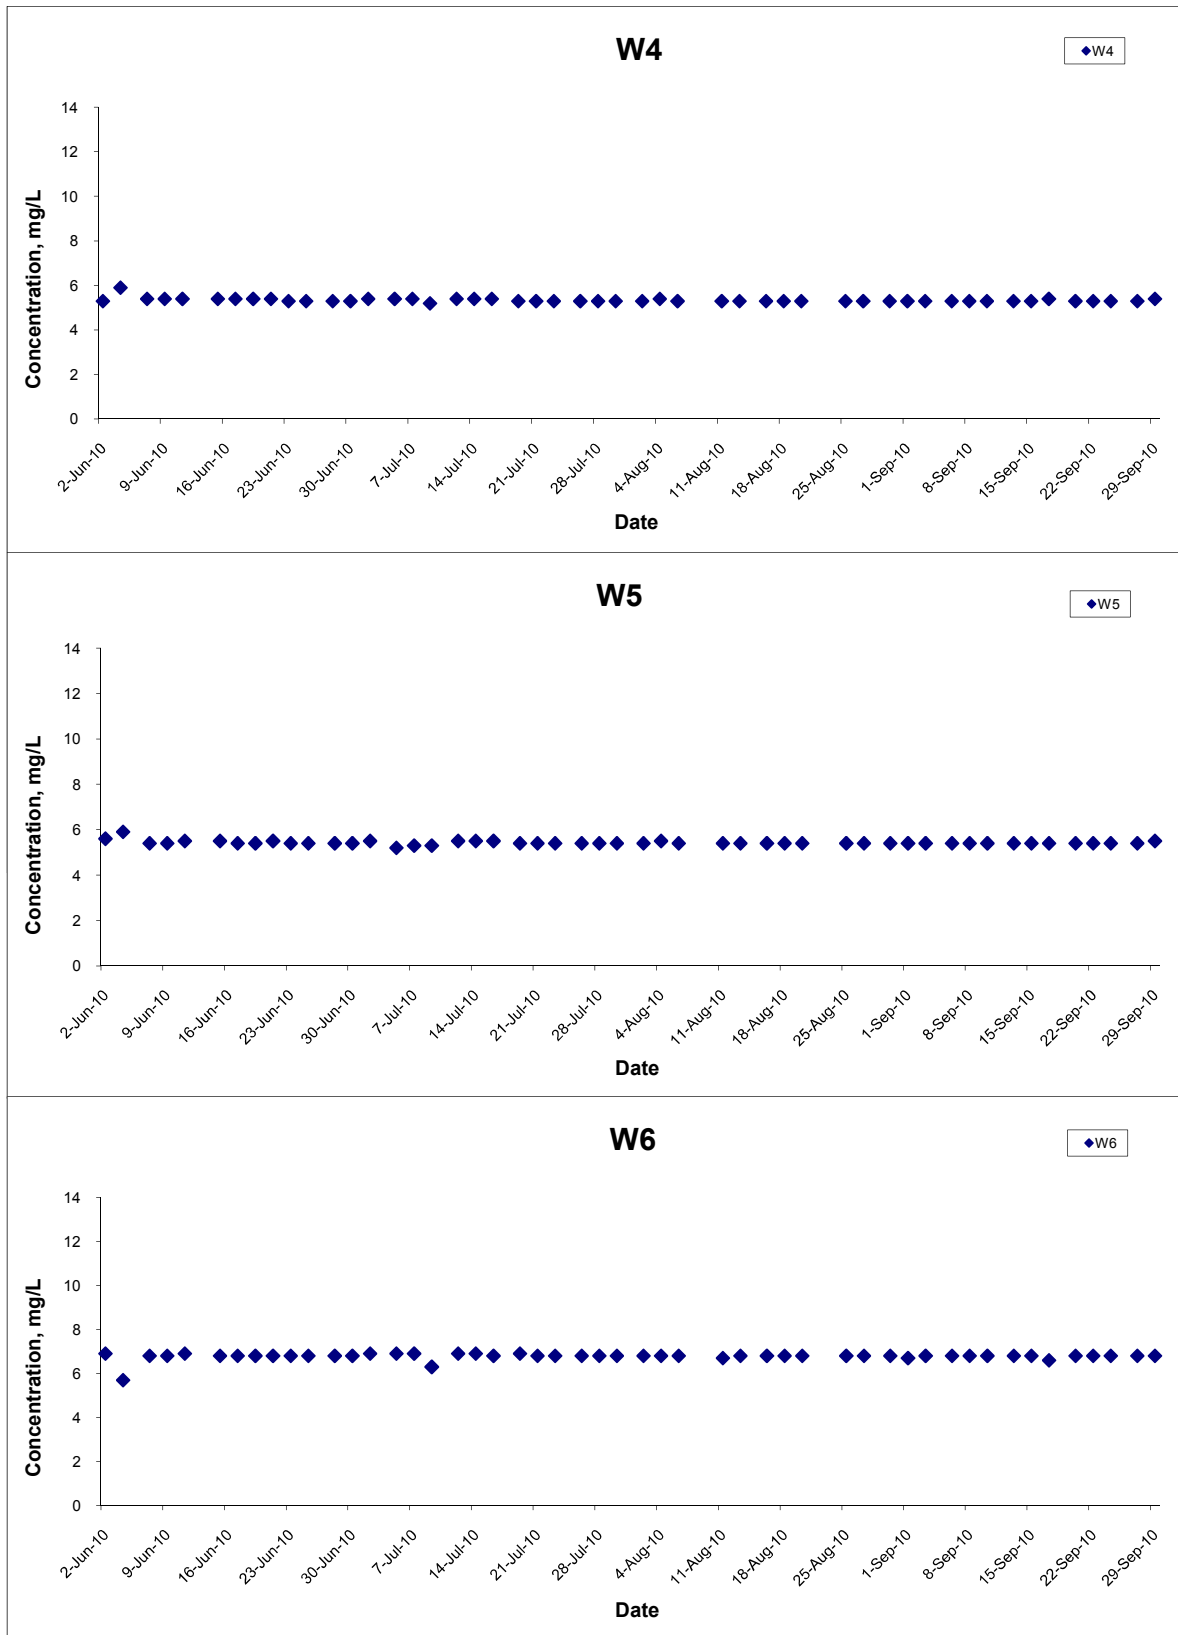 W4
W4
14
12
10
8
6
4
2
0
Concentration, mg/L
2-Jun-10
9-Jun-10
16-Jun-10
23-Jun-10
30-Jun-10
7-Jul-10
14-Jul-10
21-Jul-10
28-Jul-10
4-Aug-10
11-Aug-10
18-Aug-10
25-Aug-10
1-Sep-10
8-Sep-10
15-Sep-10
22-Sep-10
29-Sep-10
Date
W5
W5
14
12
10
8
6
4
2
0
Concentration, mg/L
2-Jun-10
9-Jun-10
16-Jun-10
23-Jun-10
30-Jun-10
7-Jul-10
14-Jul-10
21-Jul-10
28-Jul-10
4-Aug-10
11-Aug-10
18-Aug-10
25-Aug-10
1-Sep-10
8-Sep-10
15-Sep-10
22-Sep-10
29-Sep-10
Date
W6
W6
14
12
10
8
6
4
2
0
Concentration, mg/L
2-Jun-10
9-Jun-10
16-Jun-10
23-Jun-10
30-Jun-10
7-Jul-10
14-Jul-10
21-Jul-10
28-Jul-10
4-Aug-10
11-Aug-10
18-Aug-10
25-Aug-10
1-Sep-10
8-Sep-10
15-Sep-10
22-Sep-10
29-Sep-10
Date